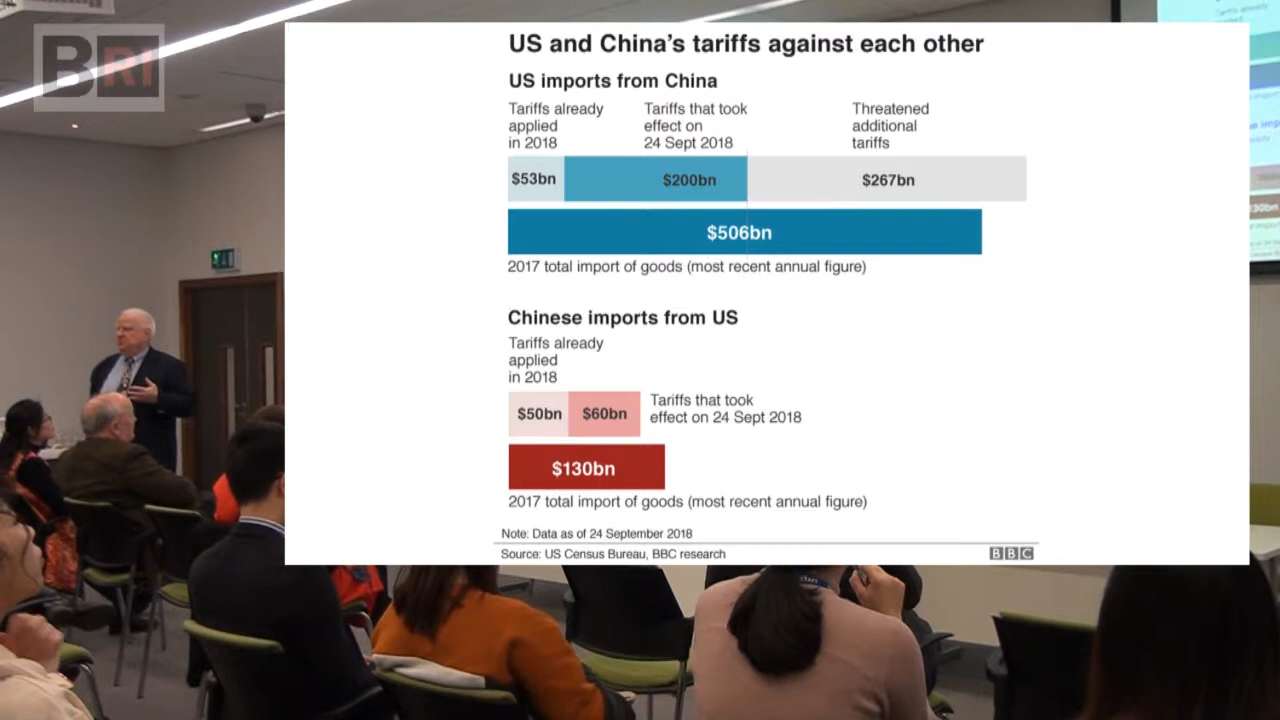 BRI
US and China's tariffs against each other
US imports from China
Tariffs already
applied
in 2018
Tariffs that took
effect on
24 Sept 2018
Threatened
additional
tariffs
$53bn
$200bn
$267bn
$506bn
2017 total import of goods (most recent annual figure)
Chinese imports from US
Tariffs already
applied
in 2018
$50bn
$60bn
Tariffs that took
effect on 24 Sept 2018
$130bn
2017 total import of goods (most recent annual figure)
Note: Data as of 24 September 2018
Source: US Census Bureau, BBC research
BBC